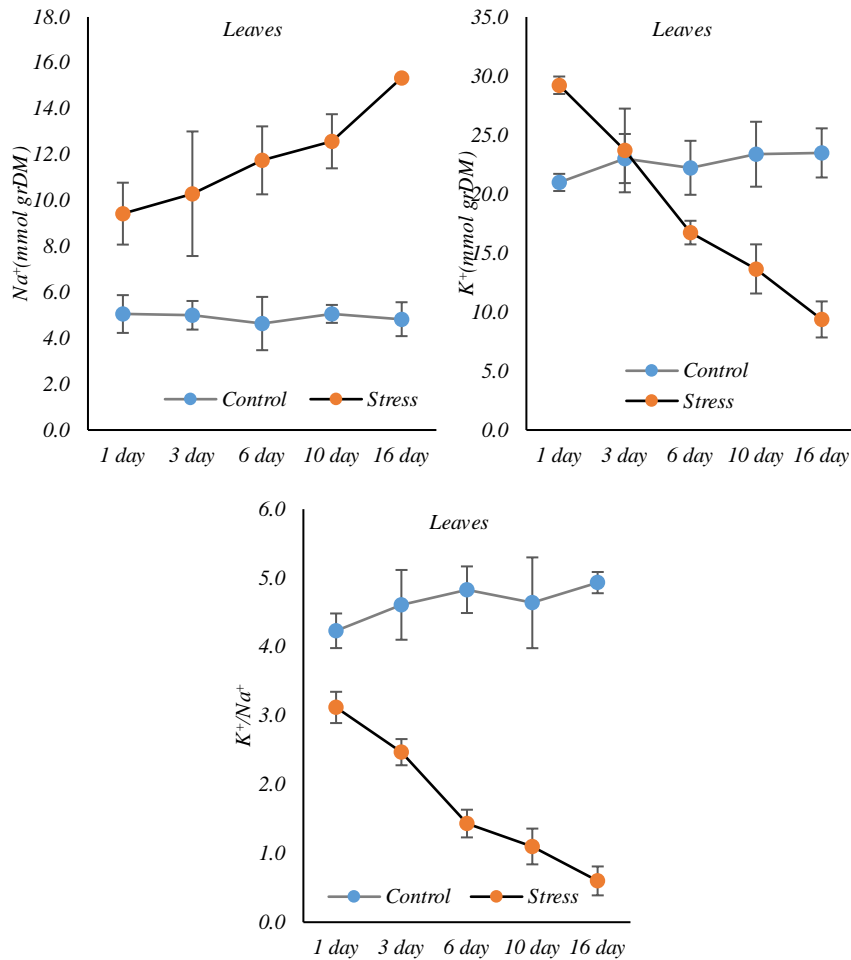 Leaves
18.0
16.0
14.0
12.0
10.0
8.0
6.0
4.0
2.0
0.0
Na+(mmol grDM)
Control Stress
1 day 3 day 6 day 10 day 16 day
Leaves
35.0
30.0
25.0
20.0
15.0
10.0
5.0
0.0
K+(mmol grDM)
Control
Stress
1 day 3 day 6 day 10 day 16 day
Leaves
6.0
5.0
4.0
3.0
2.0
1.0
0.0
K+/Na+
Control Stress
1 day 3 day 6 day 10 day 16 day